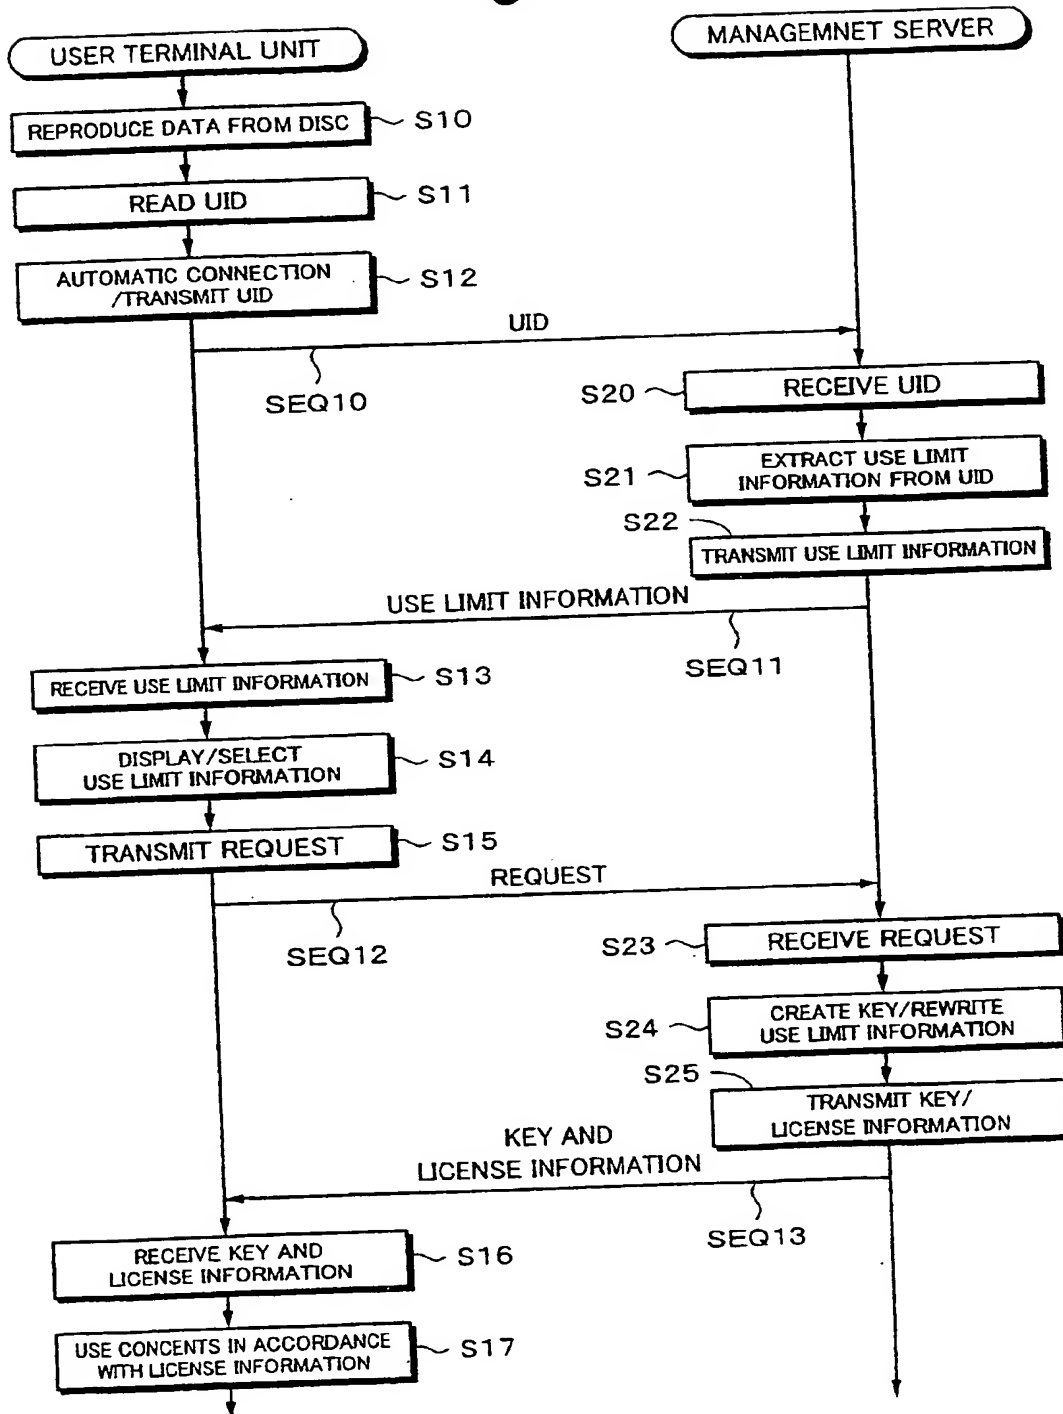 USER TERMINAL UNIT
MANAGEMNET SERVER
REPRODUCE DATA FROM DISC
S10
READ UID
S11
AUTOMATIC CONNECTION
/TRANSMIT UID
S12
UID
SEQ10
S20
RECEIVE UID
S21
EXTRACT USE LIMIT
INFORMATION FROM UID
S22
TRANSMIT USE LIMIT INFORMATION
USE LIMIT INFORMATION
SEQ11
RECEIVE USE LIMIT INFORMATION
S13
DISPLAY/SELECT
USE LIMIT INFORMATION
S14
TRANSMIT REQUEST
S15
REQUEST
SEQ12
S23
RECEIVE REQUEST
S24
CREATE KEY/REWRITE
USE LIMIT INFORMATION
S25
TRANSMIT KEY/
LICENSE INFORMATION
KEY AND
LICENSE INFORMATION
SEQ13
RECEIVE KEY AND
LICENSE INFORMATION
S16
USE CONCENTS IN ACCORDANCE
WITH LICENSE INFORMATION
S17